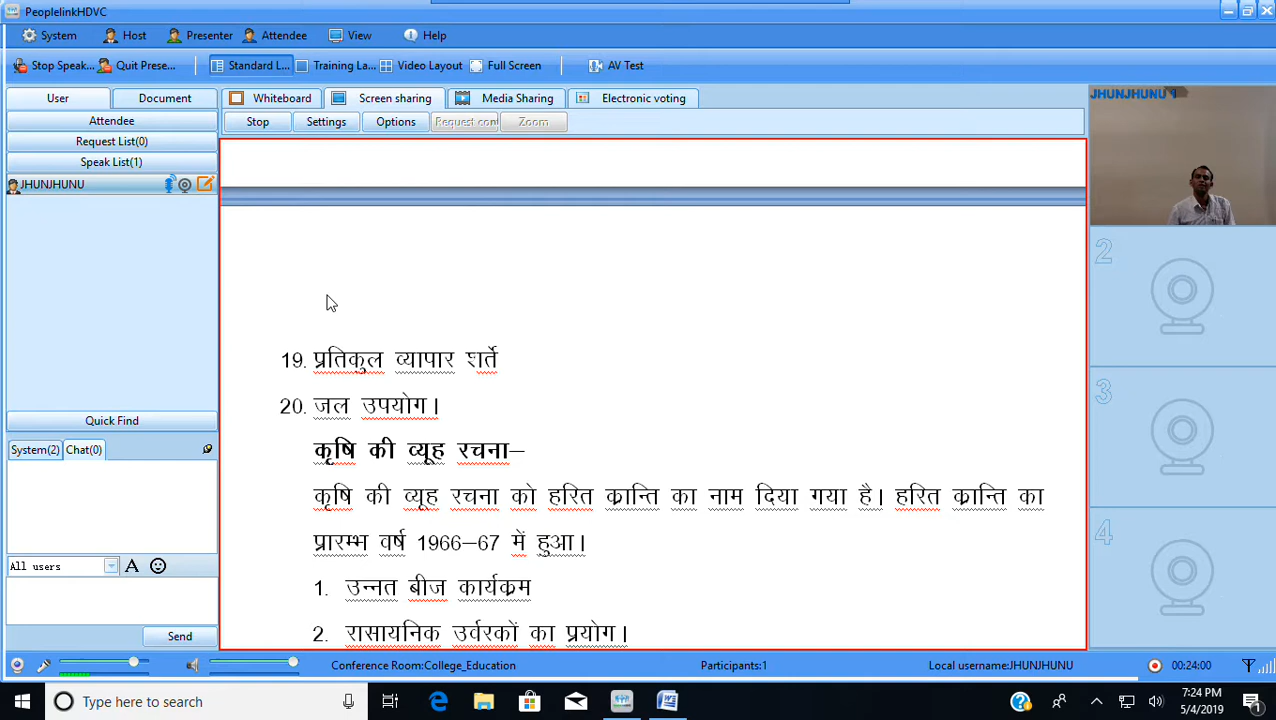 PeoplelinkHDVC
System Host Presenter Attendee View Help
Stop Speak... Quit Prese... Standard L... Training La... Video Layout Full Screen AV Test
User Document Whiteboard Screen sharing Media Sharing Electronic voting
Attendee Stop Settings Options Request con Zoom
Request List(0)
Speak List(1)
JHUNJHUNU
JHUNJHUNU 1
2
3
4
19. प्रतिकुल व्यापार शर्ते
20. जल उपयोग।
कृषि की व्यूह रचना–
कृषि की व्यूह रचना को हरित क्रान्ति का नाम दिया गया है। हरित क्रान्ति का
प्रारम्भ वर्ष 1966–67 में हुआ।
1. उन्नत बीज कार्यक्रम
2. रासायनिक उर्वरकों का प्रयोग।
Quick Find
System(2) Chat(0)
All users A
Send
Conference Room:College_Education Participants:1 Local username:JHUNJHUNU 00:24:00
Type here to search
7:24 PM
5/4/2019
1